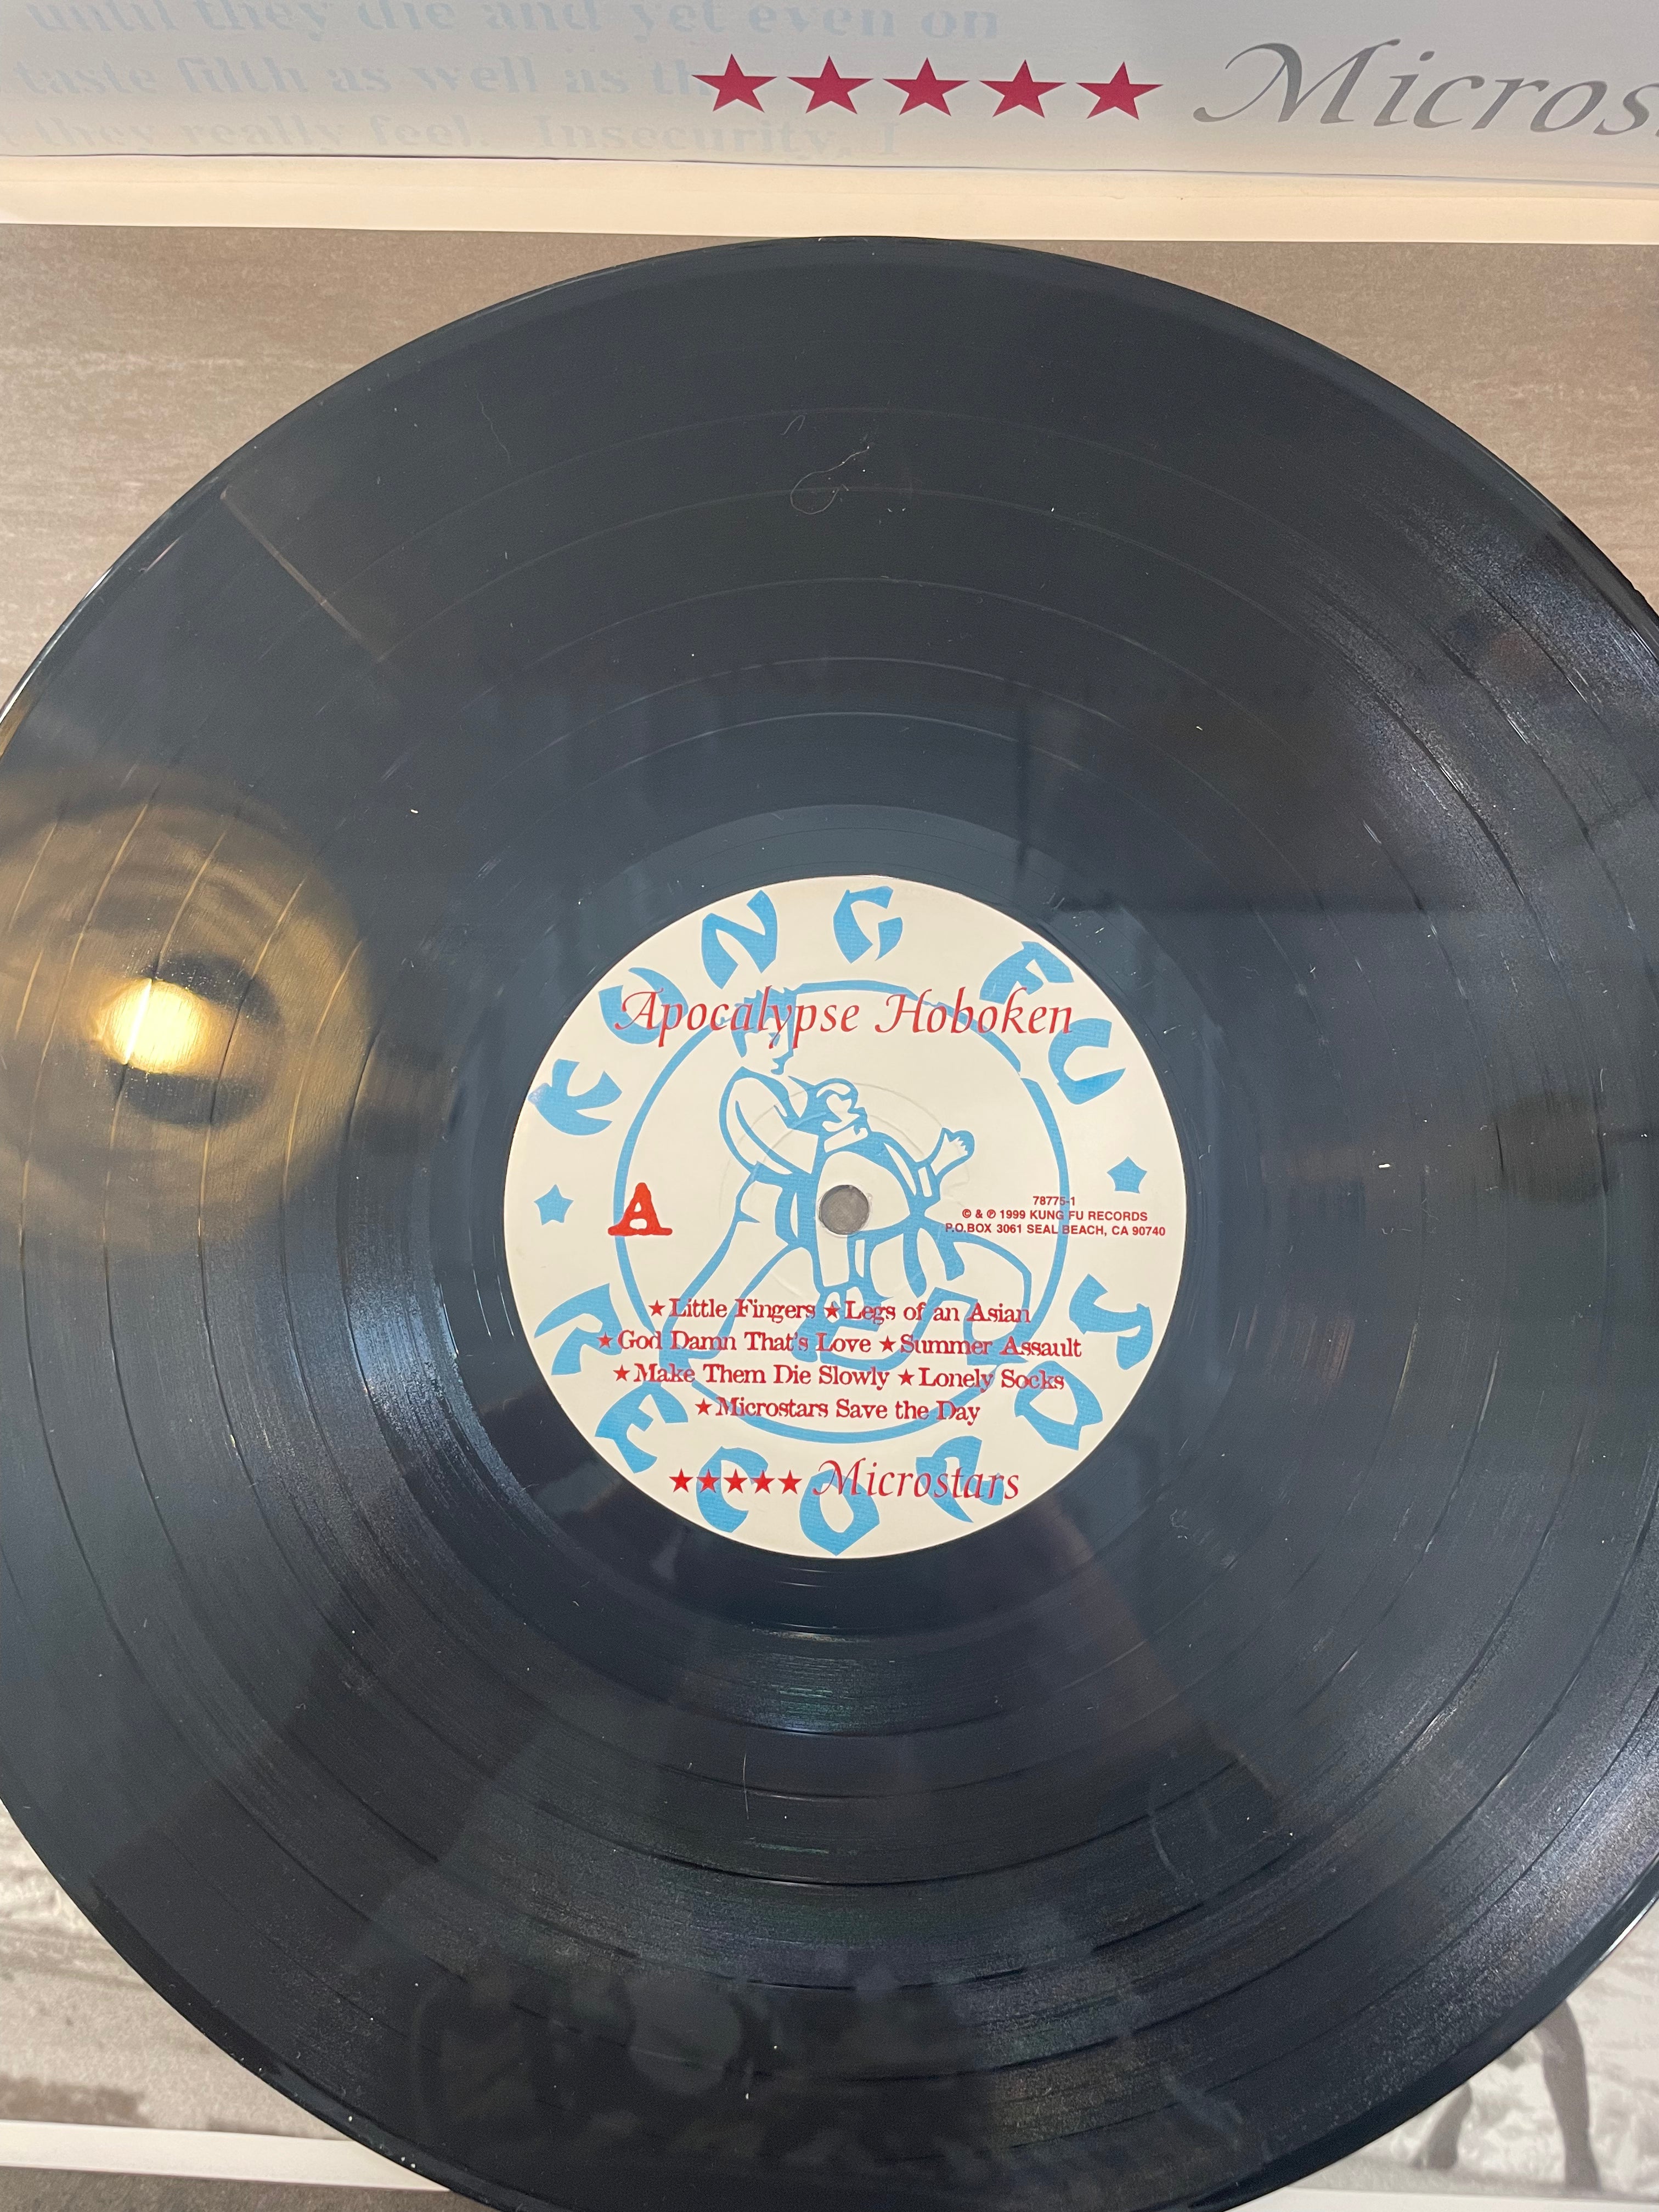 until they die and yet even on
taste filth as well as th
they really feel. Insecurity, I
★★★★★ Micros
KUNG FU
Apocalypse Hoboken
A
78775-1
© & ℗ 1999 KUNG FU RECORDS
P.O.BOX 3061 SEAL BEACH, CA 90740
★Little Fingers ★Legs of an Asian
★God Damn That's Love ★Summer Assault
★Make Them Die Slowly ★Lonely Socks
★Microstars Save the Day
★★★★★ Microstars
RECORDS